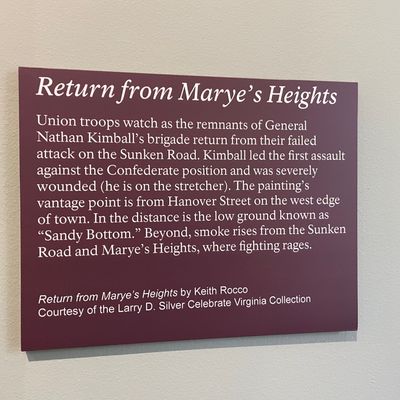 Return from Marye's Heights
Union troops watch as the remnants of General
Nathan Kimball's brigade return from their failed
attack on the Sunken Road. Kimball led the first assault
against the Confederate position and was severely
wounded (he is on the stretcher). The painting's
vantage point is from Hanover Street on the west edge
of town. In the distance is the low ground known as
“Sandy Bottom.” Beyond, smoke rises from the Sunken
Road and Marye's Heights, where fighting rages.
Return from Marye's Heights by Keith Rocco
Courtesy of the Larry D. Silver Celebrate Virginia Collection